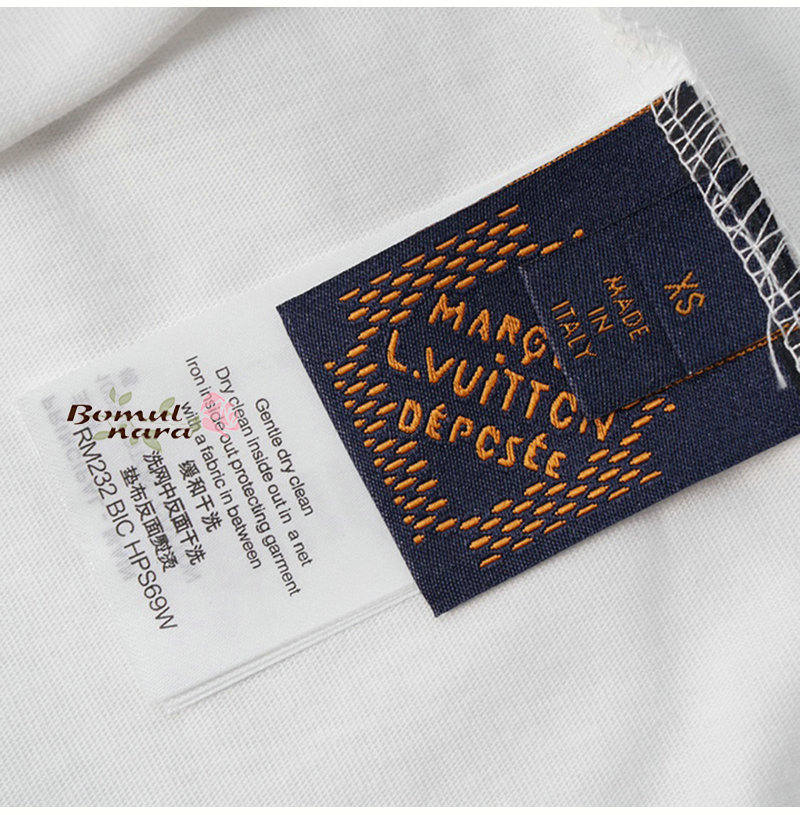 XS
MADE
IN
ITALY
L.VUITTON
DÉPOSÉE
Gentle dry clean
Dry clean inside out in a net
Iron inside out protecting garment
with a fabric in between
缓和干洗
洗网中反面干洗
垫布反面熨烫
RM232 BIC HPS69W
Bomul
nara